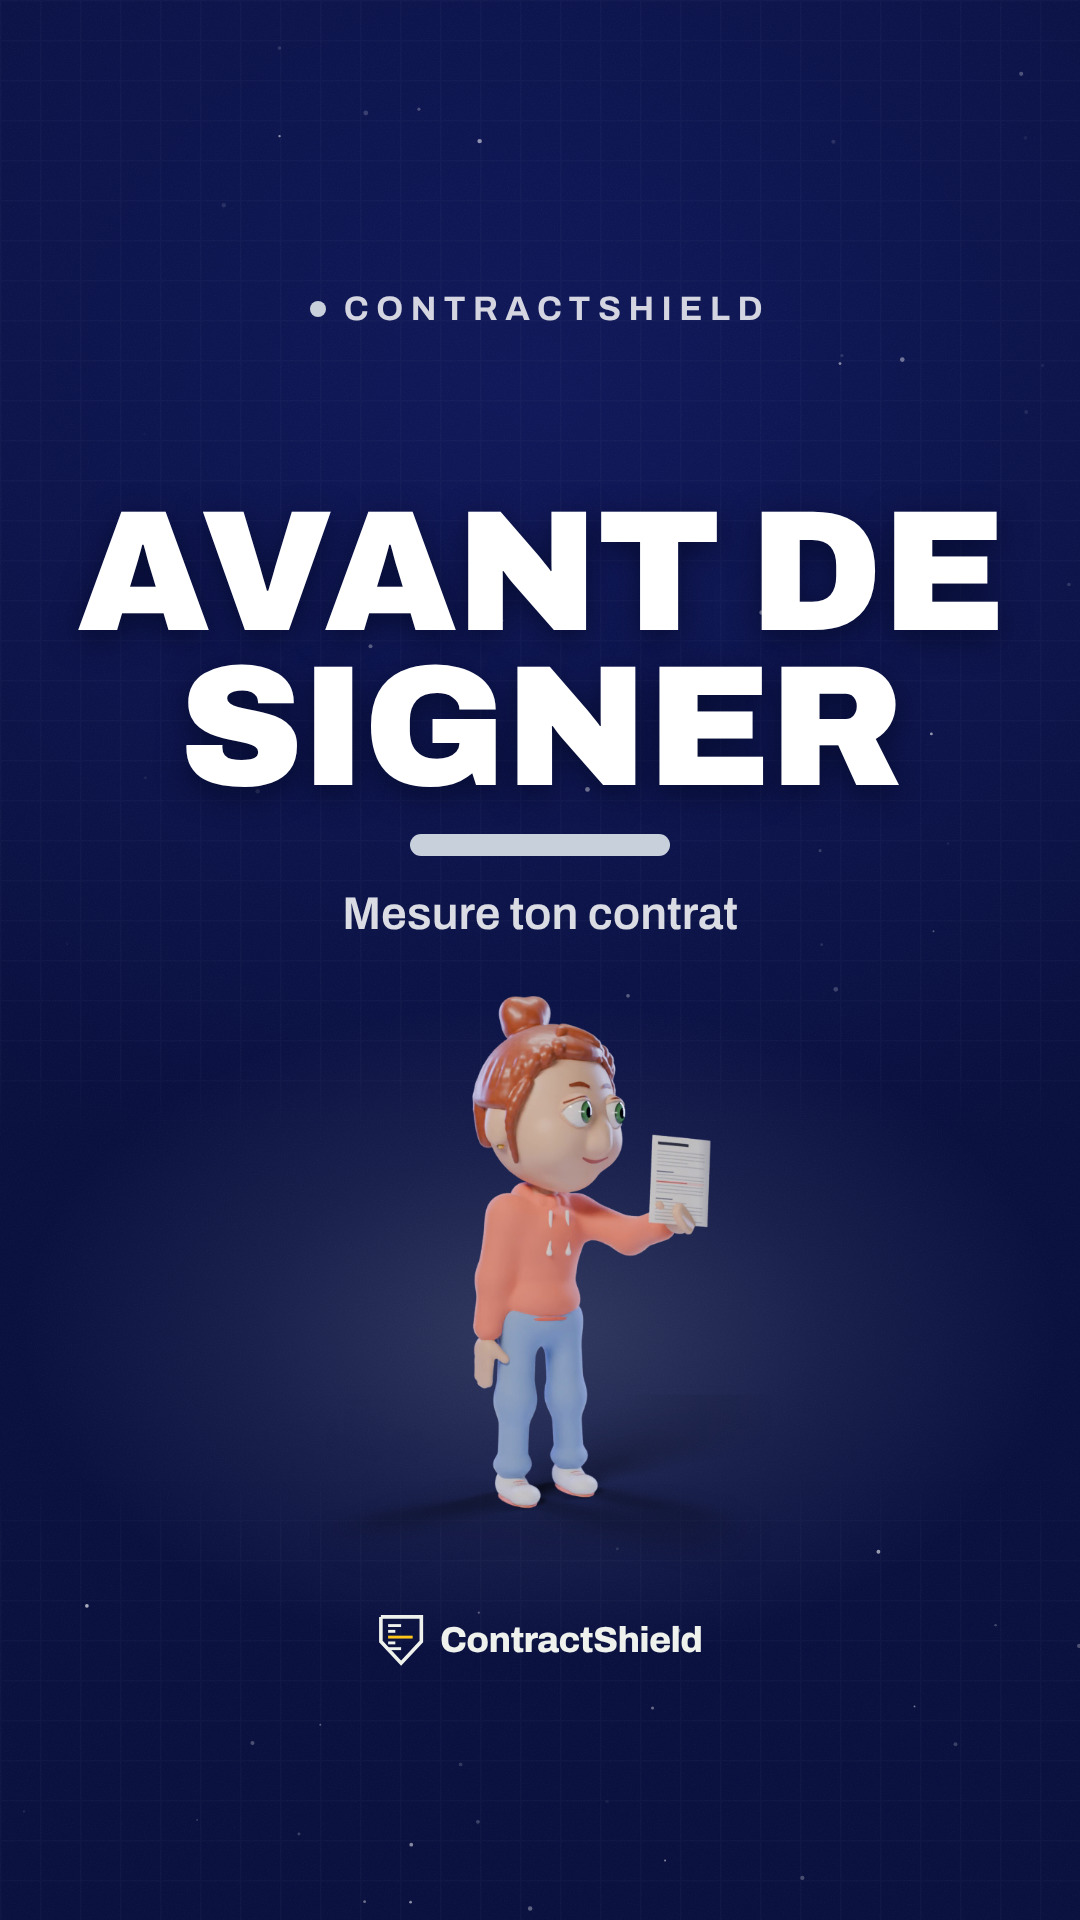 CONTRACTSHIELD
AVANT DE
SIGNER
Mesure ton contrat
ContractShield